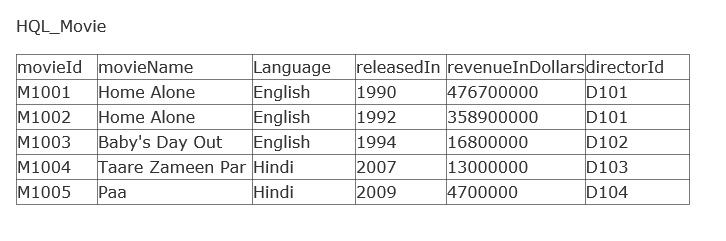 HQL_Movie
movieId movieName Language releasedIn revenueInDollars directorId
M1001 Home Alone English 1990 476700000 D101
M1002 Home Alone English 1992 358900000 D101
M1003 Baby's Day Out English 1994 16800000 D102
M1004 Taare Zameen Par Hindi 2007 13000000 D103
M1005 Paa Hindi 2009 4700000 D104